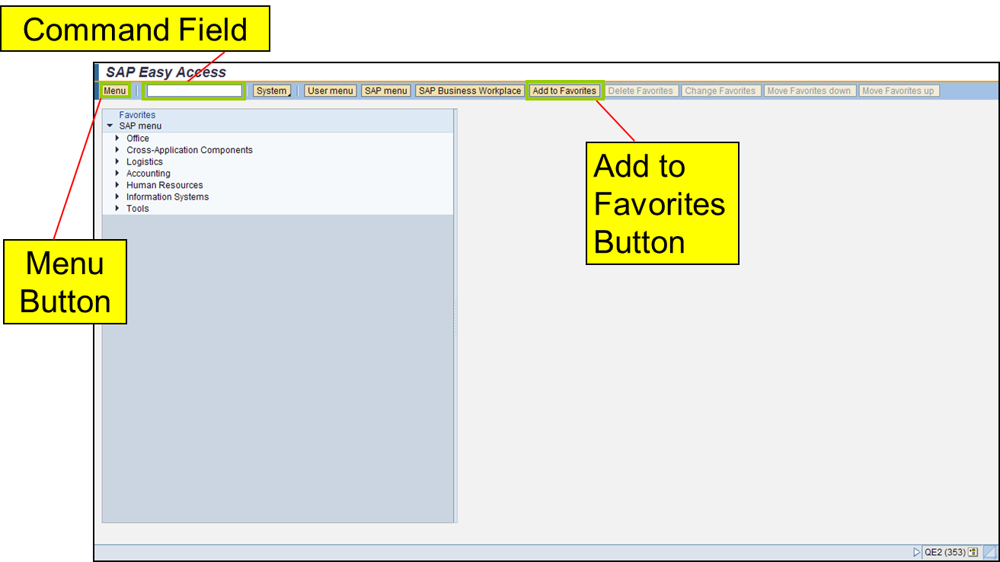 Command Field
SAP Easy Access
Menu
System
User menu
SAP menu
SAP Business Workplace
Add to Favorites
Delete Favorites
Change Favorites
Move Favorites down
Move Favorites up
Favorites
SAP menu
Office
Cross-Application Components
Logistics
Accounting
Human Resources
Information Systems
Tools
Add to
Favorites
Button
Menu
Button
QE2 (353)